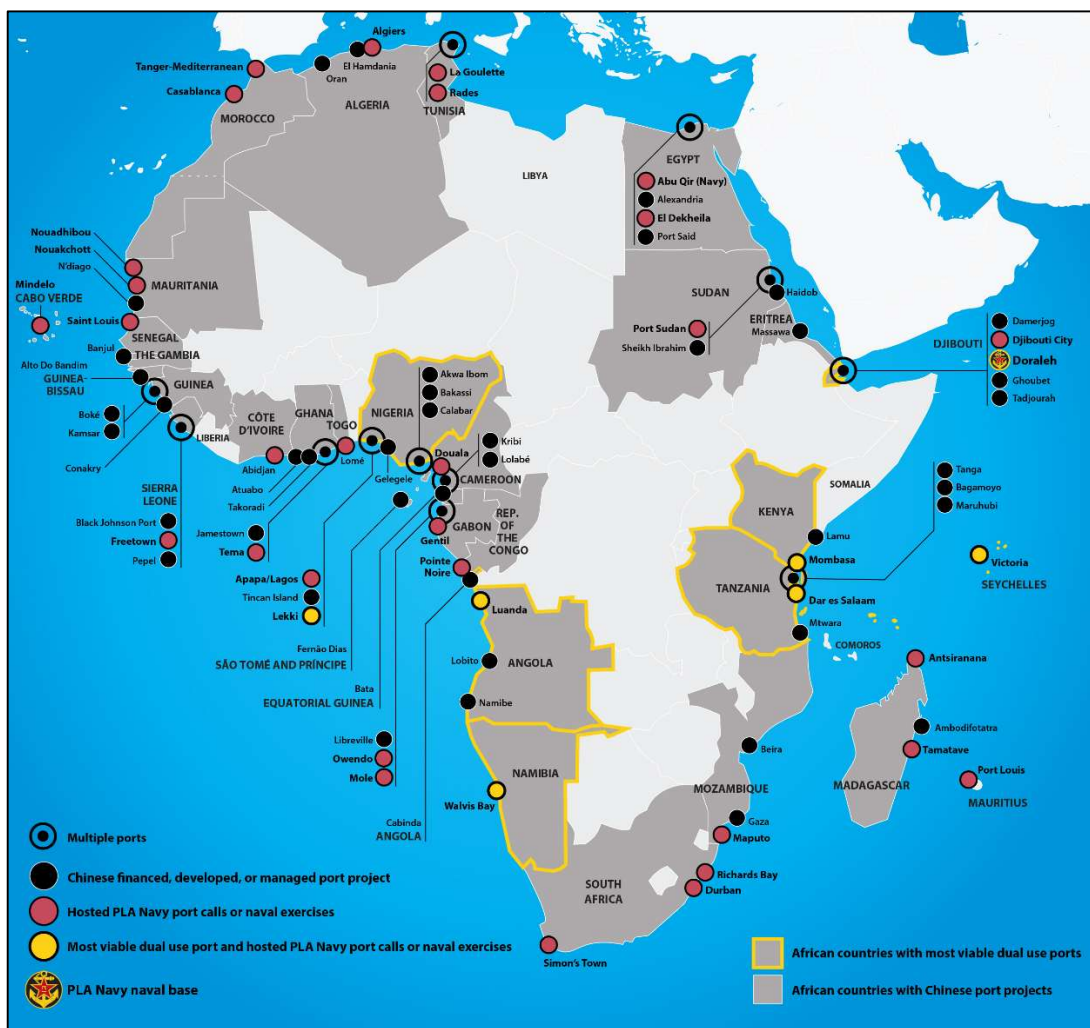 Algiers
El Hamdania
Oran
Tanger-Mediterranean
Casablanca
MOROCCO
ALGERIA
La Goulette
Rades
TUNISIA
LIBYA
EGYPT
Abu Qir (Navy)
Alexandria
El Dekheila
Port Said
Nouadhibou
Nouakchott
N'diago
MAURITANIA
Mindelo
CABO VERDE
Saint Louis
SENEGAL
Banjul
THE GAMBIA
Alto Do Bandim
GUINEA-
BISSAU
GUINEA
Boké
Kamsar
Conakry
SIERRA
LEONE
Black Johnson Port
Freetown
Pepel
LIBERIA
CÔTE
D'IVOIRE
Abidjan
GHANA
TOGO
Lomé
Atuabo
Takoradi
Jamestown
Tema
NIGERIA
Gelegele
Akwa Ibom
Bakassi
Calabar
Apapa/Lagos
Tincan Island
Lekki
Douala
Kribi
Lolabé
CAMEROON
GABON
Gentil
REP.
OF THE
CONGO
Pointe
Noire
Fernão Dias
SÃO TOMÉ AND PRÍNCIPE
Bata
EQUATORIAL GUINEA
Libreville
Owendo
Mole
Cabinda
ANGOLA
Luanda
Lobito
ANGOLA
Namibe
NAMIBIA
Walvis Bay
SUDAN
Haidob
Port Sudan
Sheikh Ibrahim
ERITREA
Massawa
DJIBOUTI
Damerjog
Djibouti City
Doraleh
Ghoubet
Tadjourah
SOMALIA
Tanga
Bagamoyo
Maruhubi
KENYA
Lamu
Mombasa
TANZANIA
Dar es Salaam
Mtwara
Victoria
SEYCHELLES
COMOROS
Antsiranana
Ambodifotatra
Tamatave
MADAGASCAR
Port Louis
MAURITIUS
Beira
MOZAMBIQUE
Gaza
Maputo
Richards Bay
Durban
SOUTH
AFRICA
Simon's Town
Multiple ports
Chinese financed, developed, or managed port project
Hosted PLA Navy port calls or naval exercises
Most viable dual use port and hosted PLA Navy port calls or naval exercises
PLA Navy naval base
African countries with most viable dual use ports
African countries with Chinese port projects